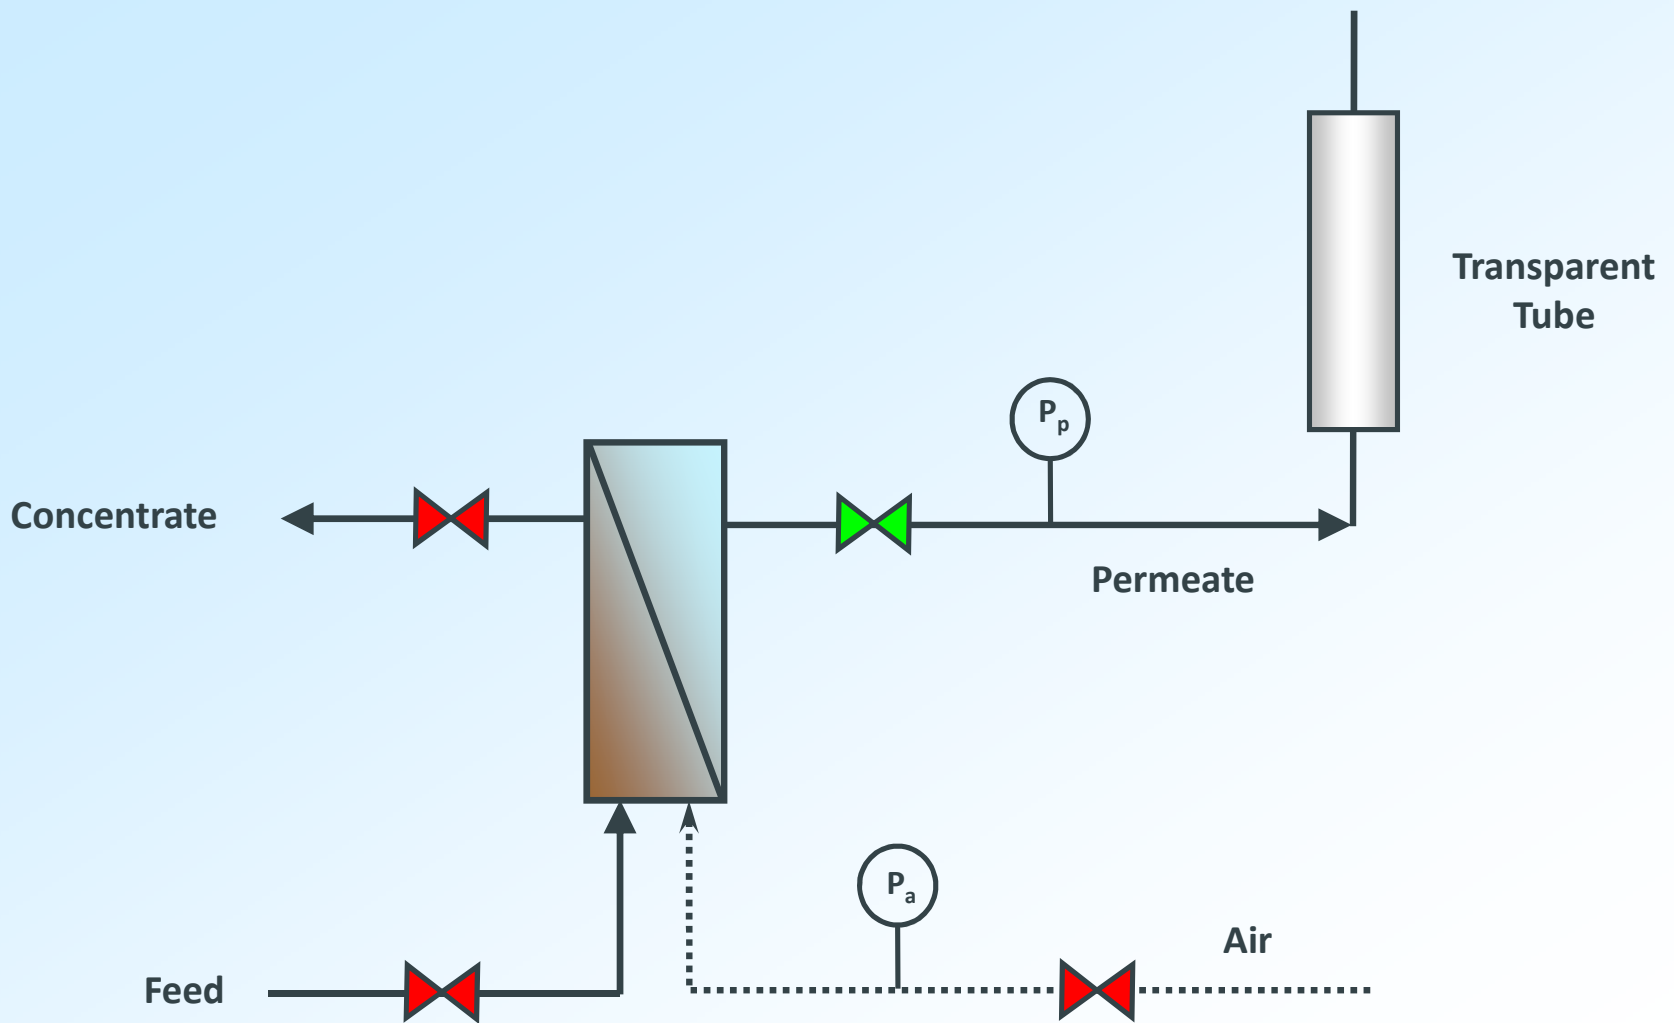 Transparent
Tube
Pp
Concentrate
Permeate
Pa
Air
Feed